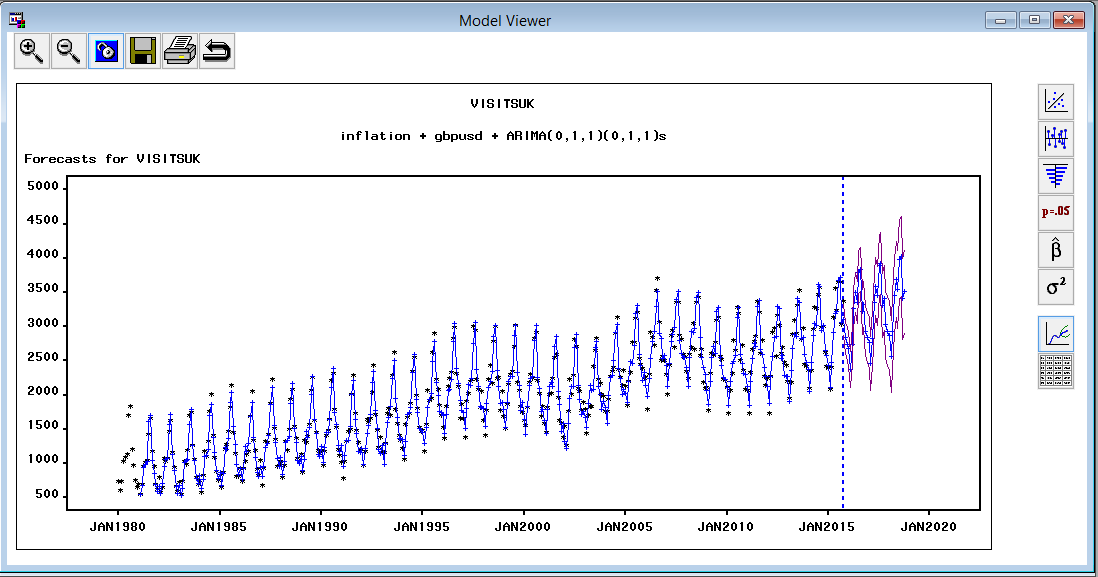 Model Viewer
VISITSUK
inflation + gbpusd + ARIMA(0,1,1)(0,1,1)s
Forecasts for VISITSUK
5000
4500
4000
3500
3000
2500
2000
1500
1000
500
JAN1980 JAN1985 JAN1990 JAN1995 JAN2000 JAN2005 JAN2010 JAN2015 JAN2020
p=.05
β̂
σ²